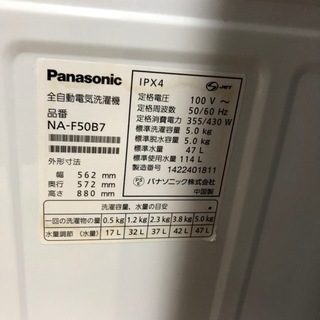 Panasonic
全自動電気洗濯機
品番
NA-F50B7
外形寸法
幅 562 mm
奥行 572 mm
高さ 880 mm
IPX4
JET
定格電圧 100 V ～
定格周波数 50/60 Hz
定格消費電力 355/430 W
標準洗濯容量 5.0 kg
標準脱水容量 5.0 kg
標準水量 47 L
標準使用水量 114 L
製造番号 1422401811
パナソニック株式会社
中国製
洗濯容量、水量の目安
一回の洗濯物の量 0.5 kg 1.2 kg 2.3 kg 3.8 kg 5.0 kg
水量調節 (水量) 17 L 32 L 37 L 42 L 47 L